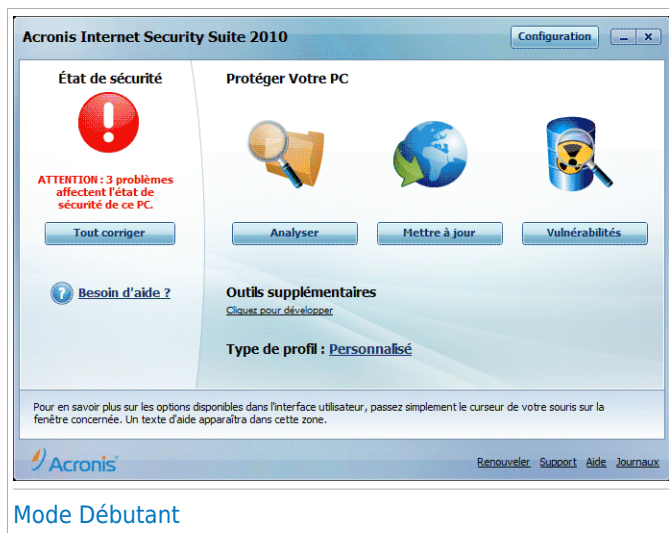 Acronis Internet Security Suite 2010
Configuration
État de sécurité
ATTENTION : 3 problèmes
affectent l'état de
sécurité de ce PC.
Tout corriger
Besoin d'aide ?
Protéger Votre PC
Analyser
Mettre à jour
Vulnérabilités
Outils supplémentaires
Cliquez pour développer
Type de profil : Personnalisé
Pour en savoir plus sur les options disponibles dans l'interface utilisateur, passez simplement le curseur de votre souris sur la
fenêtre concernée. Un texte d'aide apparaîtra dans cette zone.
Acronis
Renouveler Support Aide Journaux
Mode Débutant